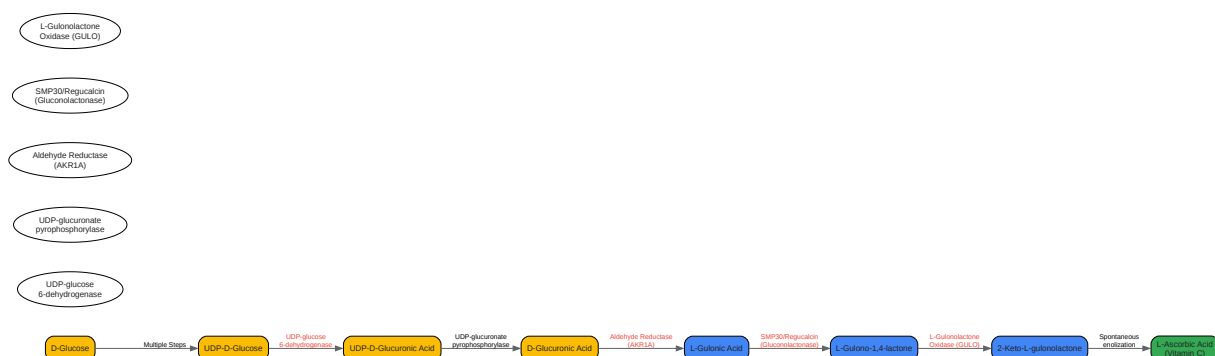 L-Gulonolactone
Oxidase (GULO)
SMP30/Regucalcin
(Gluconolactonase)
Aldehyde Reductase
(AKR1A)
UDP-glucuronate
pyrophosphorylase
UDP-glucose
6-dehydrogenase
D-Glucose
Multiple Steps
UDP-D-Glucose
UDP-glucose
6-dehydrogenase
UDP-D-Glucuronic Acid
UDP-glucuronate
pyrophosphorylase
D-Glucuronic Acid
Aldehyde Reductase
(AKR1A)
L-Gulonic Acid
SMP30/Regucalcin
(Gluconolactonase)
L-Gulono-1,4-lactone
L-Gulonolactone
Oxidase (GULO)
2-Keto-L-gulonolactone
Spontaneous
enolization
L-Ascorbic Acid
(Vitamin C)